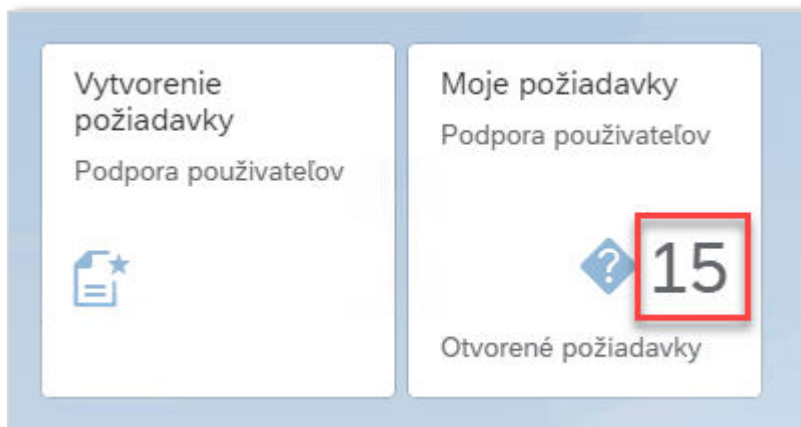 Vytvorenie
požiadavky
Podpora používateľov
Moje požiadavky
Podpora používateľov
15
Otvorené požiadavky